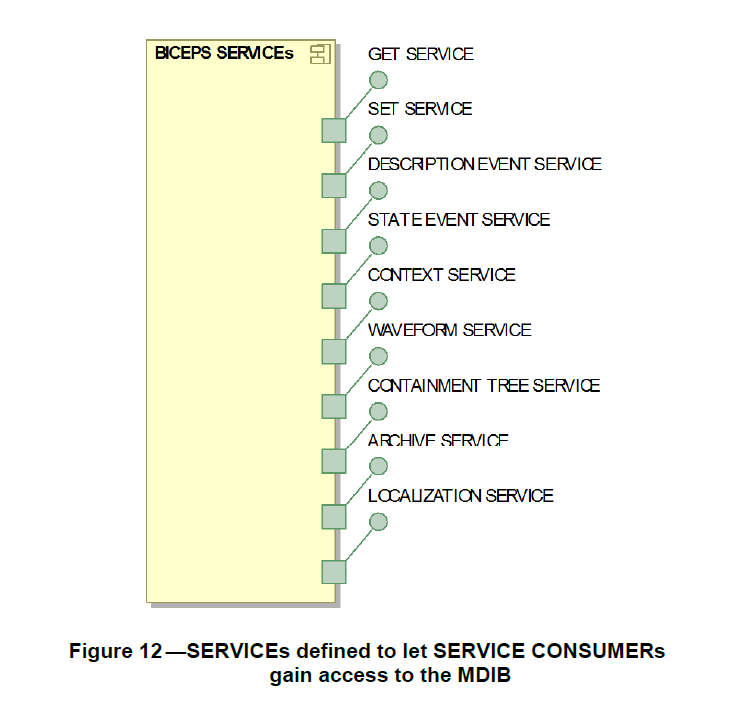 BICEPS SERVICEs
GET SERVICE
SET SERVICE
DESCRIPTION EVENT SERVICE
STATE EVENT SERVICE
CONTEXT SERVICE
WAVEFORM SERVICE
CONTAINMENT TREE SERVICE
ARCHIVE SERVICE
LOCALIZATION SERVICE
Figure 12—SERVICEs defined to let SERVICE CONSUMERs
gain access to the MDIB